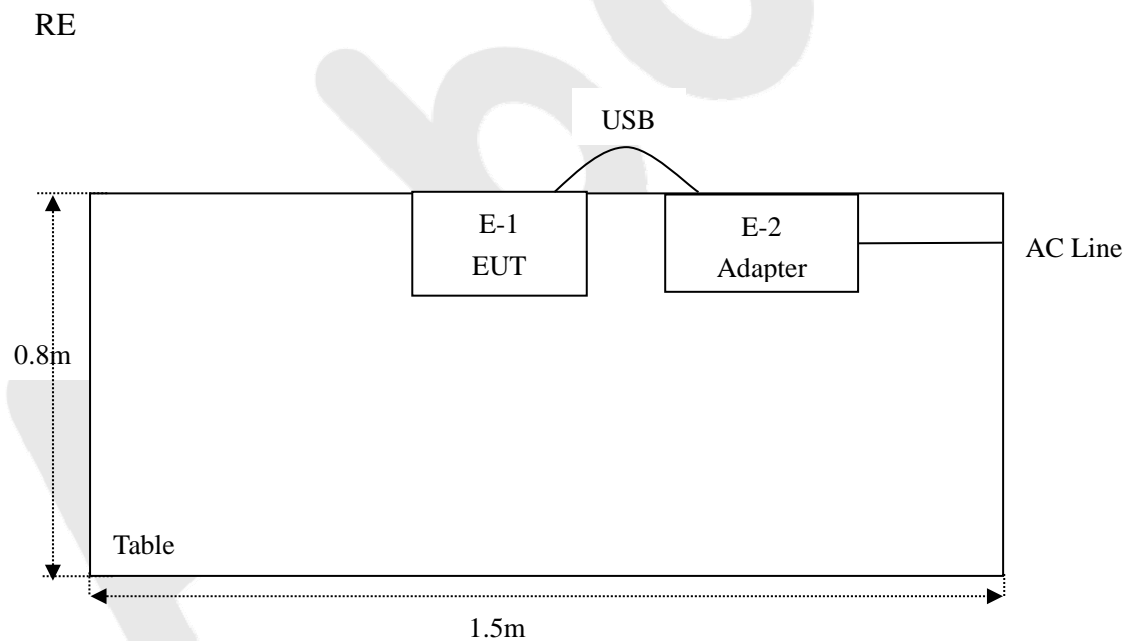 RE
USB
E-1
EUT
E-2
Adapter
AC Line
0.8m
Table
1.5m